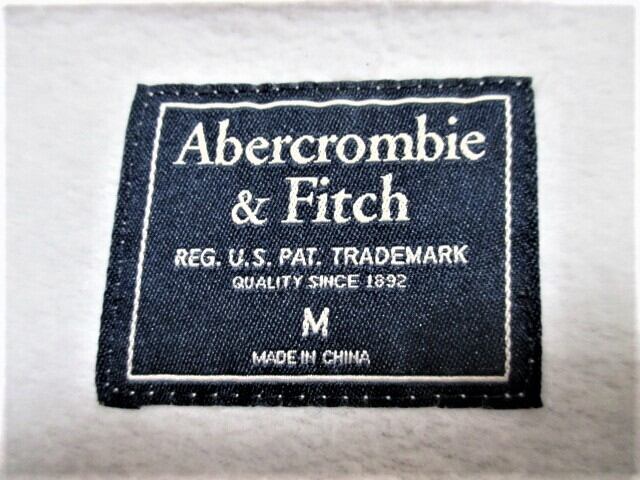 Abercrombie
& Fitch
REG. U.S. PAT. TRADEMARK
QUALITY SINCE 1892
M
MADE IN CHINA